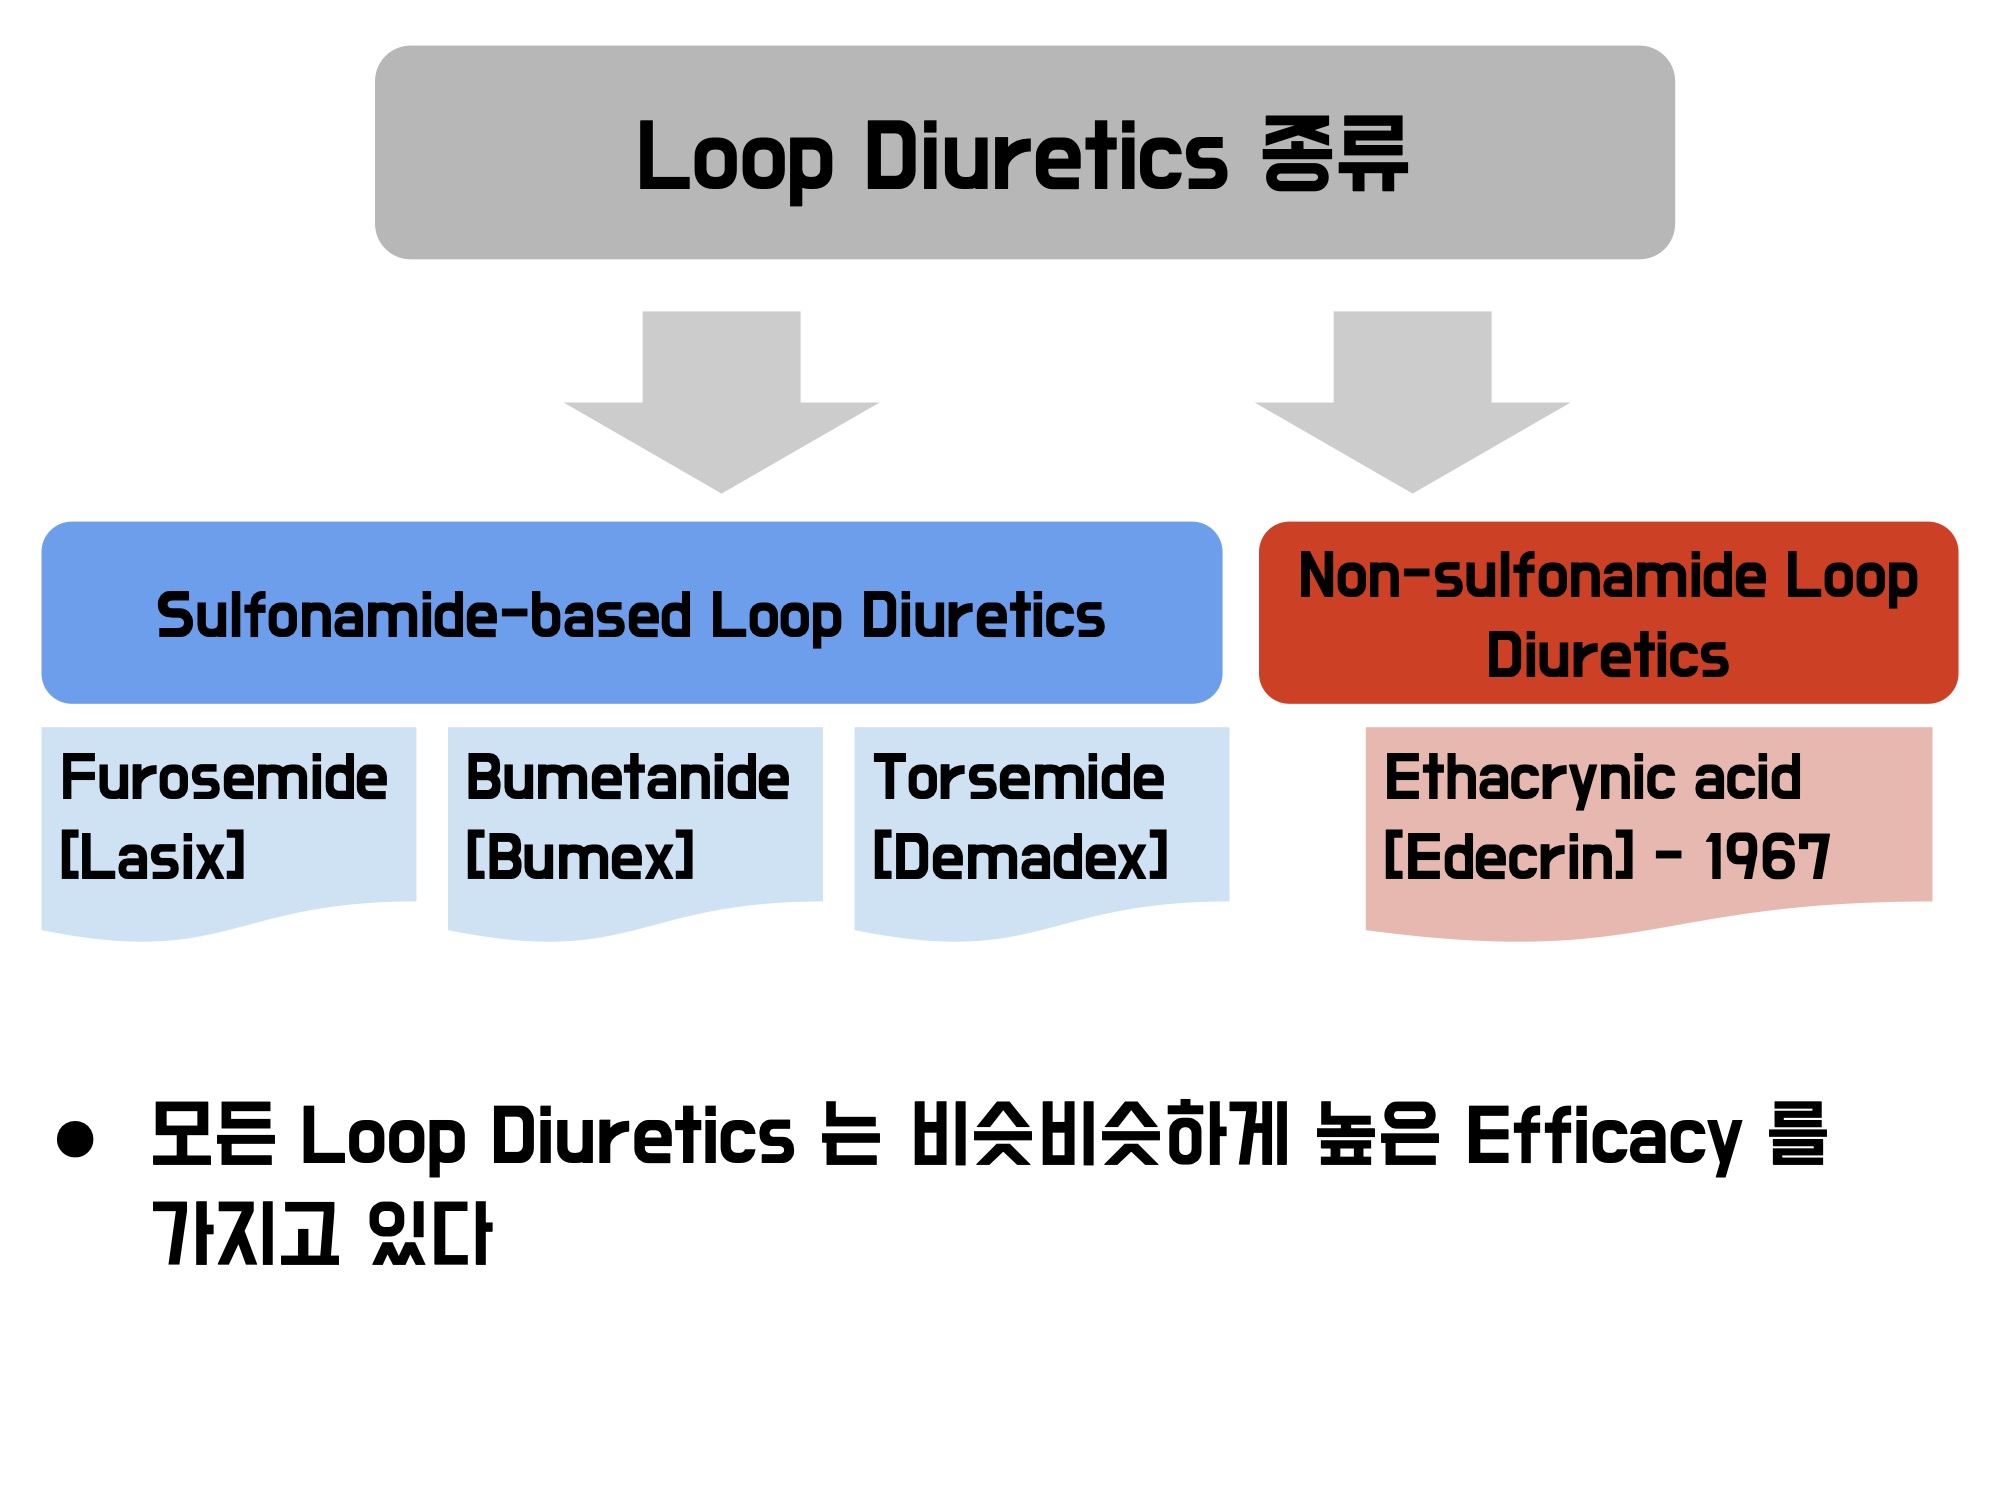 Loop Diuretics 종류
Sulfonamide-based Loop Diuretics
Non-sulfonamide Loop
Diuretics
Furosemide
[Lasix]
Bumetanide
[Bumex]
Torsemide
[Demadex]
Ethacrynic acid
[Edecrin] - 1967
● 모든 Loop Diuretics 는 비슷비슷하게 높은 Efficacy 를
가지고 있다